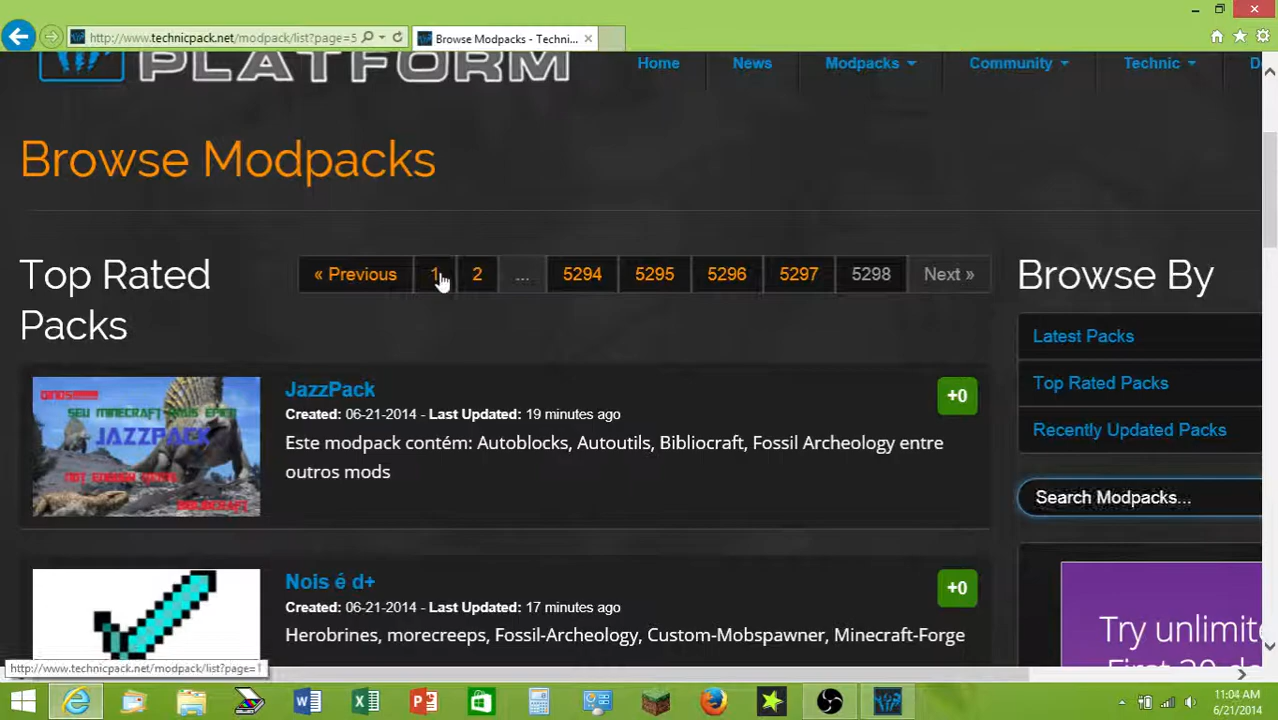 http://www.technicpack.net/modpack/list?page=5
Browse Modpacks - Techni...
PLATFORM
Home
News
Modpacks
Community
Technic
Browse Modpacks
Top Rated
Packs
« Previous
1
2
...
5294
5295
5296
5297
5298
Next »
Browse By
Latest Packs
Top Rated Packs
Recently Updated Packs
Search Modpacks...
JazzPack
Created: 06-21-2014 - Last Updated: 19 minutes ago
+0
Este modpack contém: Autoblocks, Autoutils, Bibliocraft, Fossil Archeology entre
outros mods
JAZZPACK
Nois é d+
Created: 06-21-2014 - Last Updated: 17 minutes ago
+0
Herobrines, morecreeps, Fossil-Archeology, Custom-Mobspawner, Minecraft-Forge
Try unlimite
http://www.technicpack.net/modpack/list?page=1
11:04 AM
6/21/2014